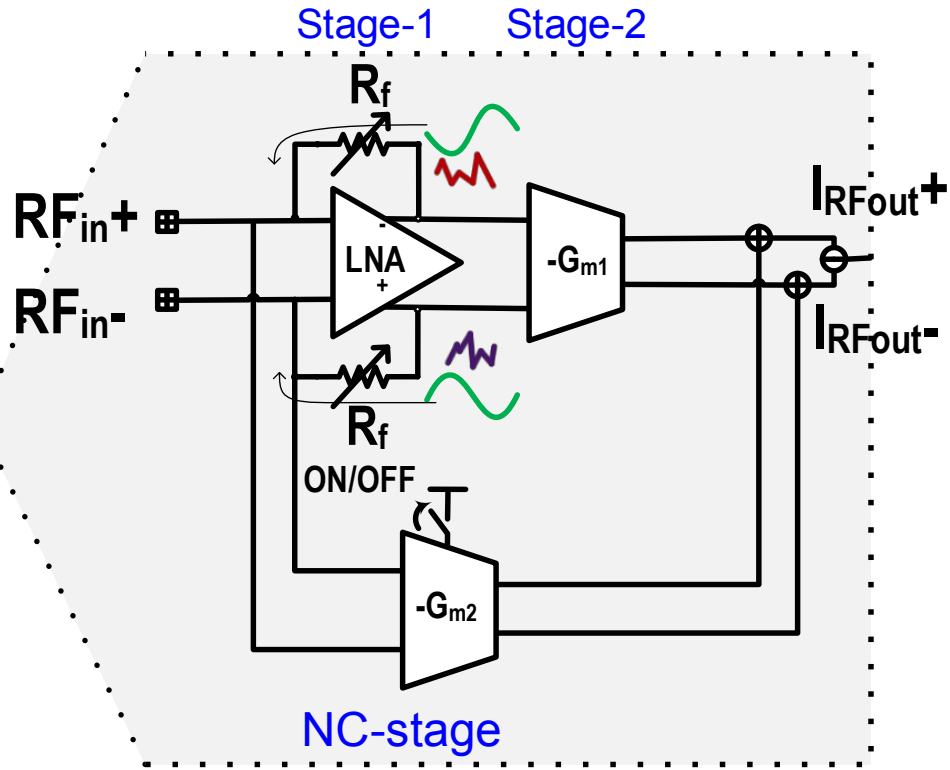 Stage-1 Stage-2
Rf
RFin+
IRFout+
-
LNA
+
-Gm1
RFin-
IRFout-
Rf
ON/OFF
-Gm2
NC-stage